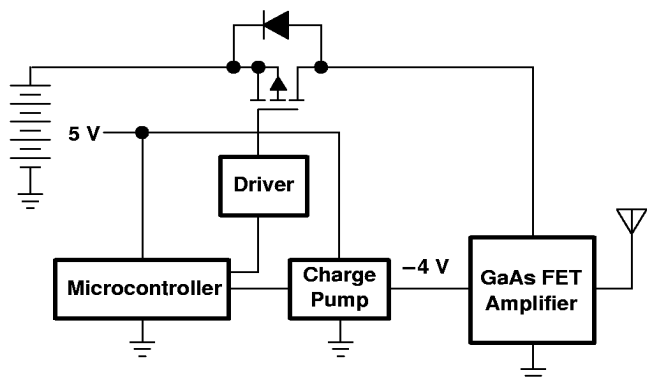 5 V
Driver
Microcontroller
Charge
Pump
−4 V
GaAs FET
Amplifier